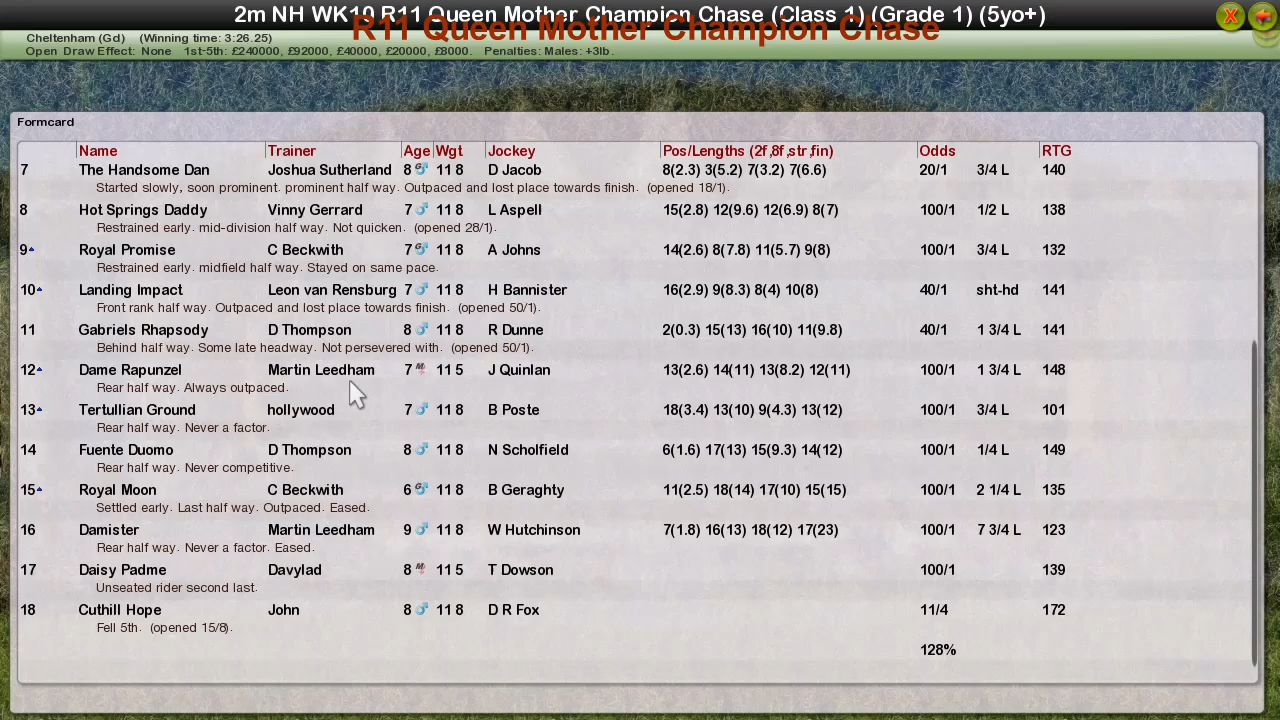 2m NH WK10 R11 Queen Mother Champion Chase (Class 1) (Grade 1) (5yo+)
R11 Queen Mother Champion Chase
Cheltenham (Gd) (Winning time: 3:26.25)
Open Draw Effect: None 1st-5th: £240000, £92000, £40000, £20000, £8000. Penalties: Males: +3lb.
Formcard
Name Trainer Age Wgt Jockey Pos/Lengths (2f,8f,str,fin) Odds RTG
7 The Handsome Dan Joshua Sutherland 8 11 8 D Jacob 8(2.3) 3(5.2) 7(3.2) 7(6.6) 20/1 3/4 L 140
Started slowly, soon prominent. prominent half way. Outpaced and lost place towards finish. (opened 18/1).
8 Hot Springs Daddy Vinny Gerrard 7 11 8 L Aspell 15(2.8) 12(9.6) 12(6.9) 8(7) 100/1 1/2 L 138
Restrained early. mid-division half way. Not quicken. (opened 28/1).
9 Royal Promise C Beckwith 7 11 8 A Johns 14(2.6) 8(7.8) 11(5.7) 9(8) 100/1 3/4 L 132
Restrained early. midfield half way. Stayed on same pace.
10 Landing Impact Leon van Rensburg 7 11 8 H Bannister 16(2.9) 9(8.3) 8(4) 10(8) 40/1 sht-hd 141
Front rank half way. Outpaced and lost place towards finish. (opened 50/1).
11 Gabriels Rhapsody D Thompson 8 11 8 R Dunne 2(0.3) 15(13) 16(10) 11(9.8) 40/1 1 3/4 L 141
Behind half way. Some late headway. Not persevered with. (opened 50/1).
12 Dame Rapunzel Martin Leedham 7 11 5 J Quinlan 13(2.6) 14(11) 13(8.2) 12(11) 100/1 1 3/4 L 148
Rear half way. Always outpaced.
13 Tertullian Ground hollywood 7 11 8 B Poste 18(3.4) 13(10) 9(4.3) 13(12) 100/1 3/4 L 101
Rear half way. Never a factor.
14 Fuente Duomo D Thompson 8 11 8 N Scholfield 6(1.6) 17(13) 15(9.3) 14(12) 100/1 1/4 L 149
Rear half way. Never competitive.
15 Royal Moon C Beckwith 6 11 8 B Geraghty 11(2.5) 18(14) 17(10) 15(15) 100/1 2 1/4 L 135
Settled early. Last half way. Outpaced. Eased.
16 Damister Martin Leedham 9 11 8 W Hutchinson 7(1.8) 16(13) 18(12) 17(23) 100/1 7 3/4 L 123
Rear half way. Never a factor. Eased.
17 Daisy Padme Davylad 8 11 5 T Dowson 100/1 139
Unseated rider second last.
18 Cuthill Hope John 8 11 8 D R Fox 11/4 172
Fell 5th. (opened 15/8).
128%